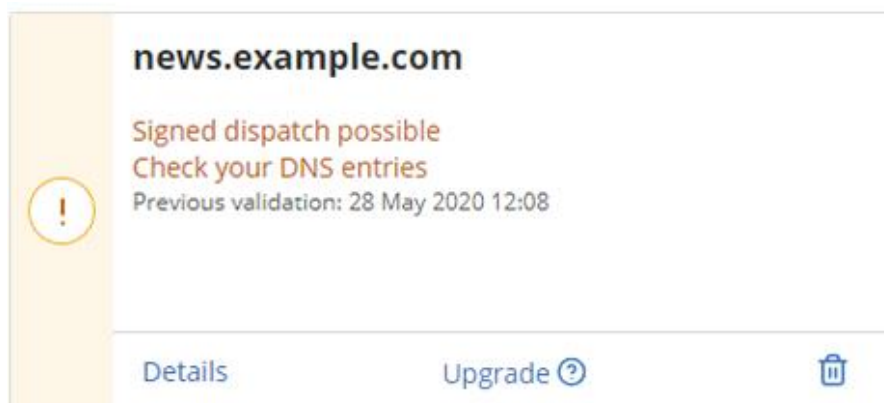 news.example.com
Signed dispatch possible
Check your DNS entries
Previous validation: 28 May 2020 12:08
!
Details
Upgrade ?